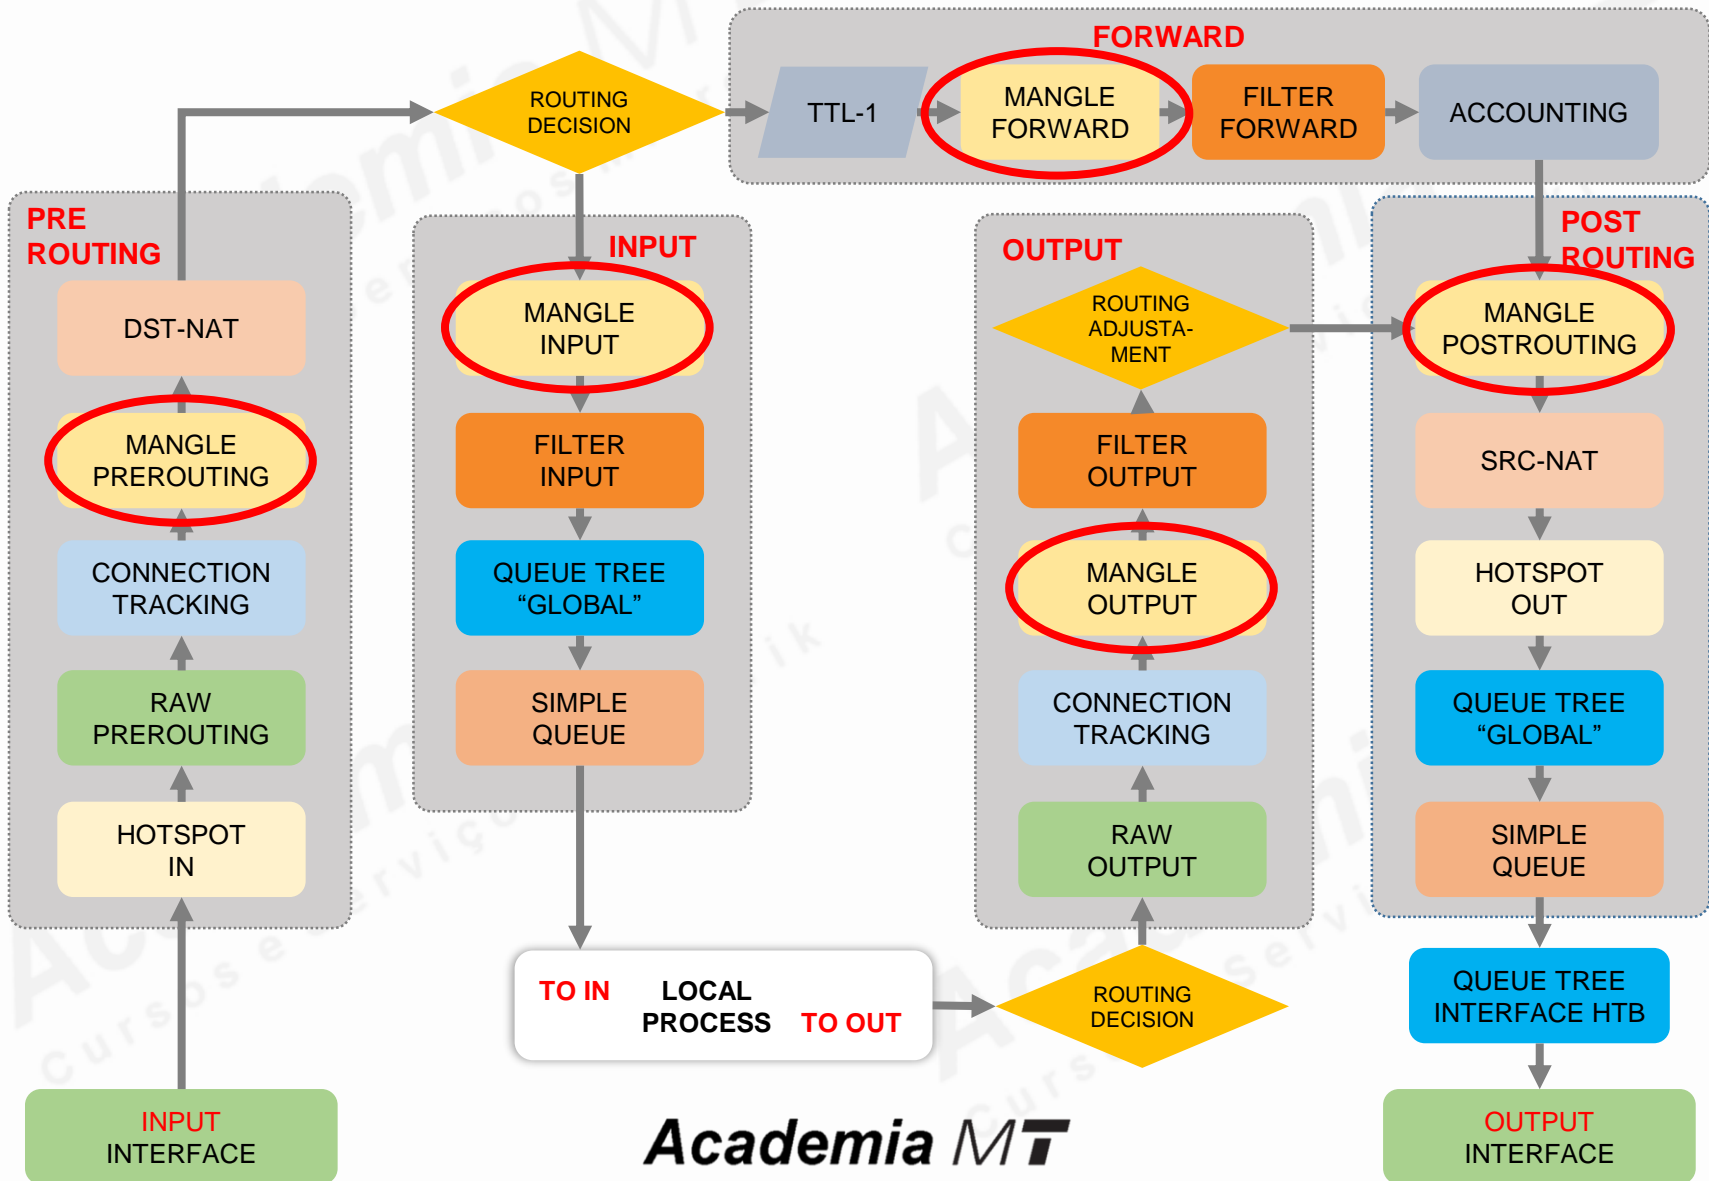 FORWARD
ROUTING
DECISION
TTL-1
MANGLE
FORWARD
FILTER
FORWARD
ACCOUNTING
PRE
ROUTING
DST-NAT
MANGLE
PREROUTING
CONNECTION
TRACKING
RAW
PREROUTING
HOTSPOT
IN
INPUT
INTERFACE
INPUT
MANGLE
INPUT
FILTER
INPUT
QUEUE TREE
“GLOBAL”
SIMPLE
QUEUE
TO IN
LOCAL
PROCESS
TO OUT
ROUTING
DECISION
OUTPUT
ROUTING
ADJUSTA-
MENT
FILTER
OUTPUT
MANGLE
OUTPUT
CONNECTION
TRACKING
RAW
OUTPUT
POST
ROUTING
MANGLE
POSTROUTING
SRC-NAT
HOTSPOT
OUT
QUEUE TREE
“GLOBAL”
SIMPLE
QUEUE
QUEUE TREE
INTERFACE HTB
OUTPUT
INTERFACE
Academia MT